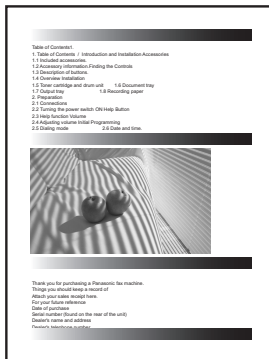 Table of Contents1.
1. Table of Contents  /  Introduction and Installation Accessories
1.1 Included accessories.
1.2 Accessory information.Finding the Controls
1.3 Description of buttons.
1.4 Overview Installation
1.5 Toner cartridge and drum unit    1.6 Document tray
1.7 Output tray    1.8 Recording paper
2. Preparation
2.1 Connections
2.2 Turning the power switch ON Help Button
2.3 Help function Volume
2.4 Adjusting volume Initial Programming
2.5 Dialing mode    2.6 Date and time.
Thank you for purchasing a Panasonic fax machine.
Things you should keep a record of
Attach your sales receipt here.
For your future reference
Date of purchase
Serial number (found on the rear of the unit)
Dealer's name and address
Dealer's telephone number